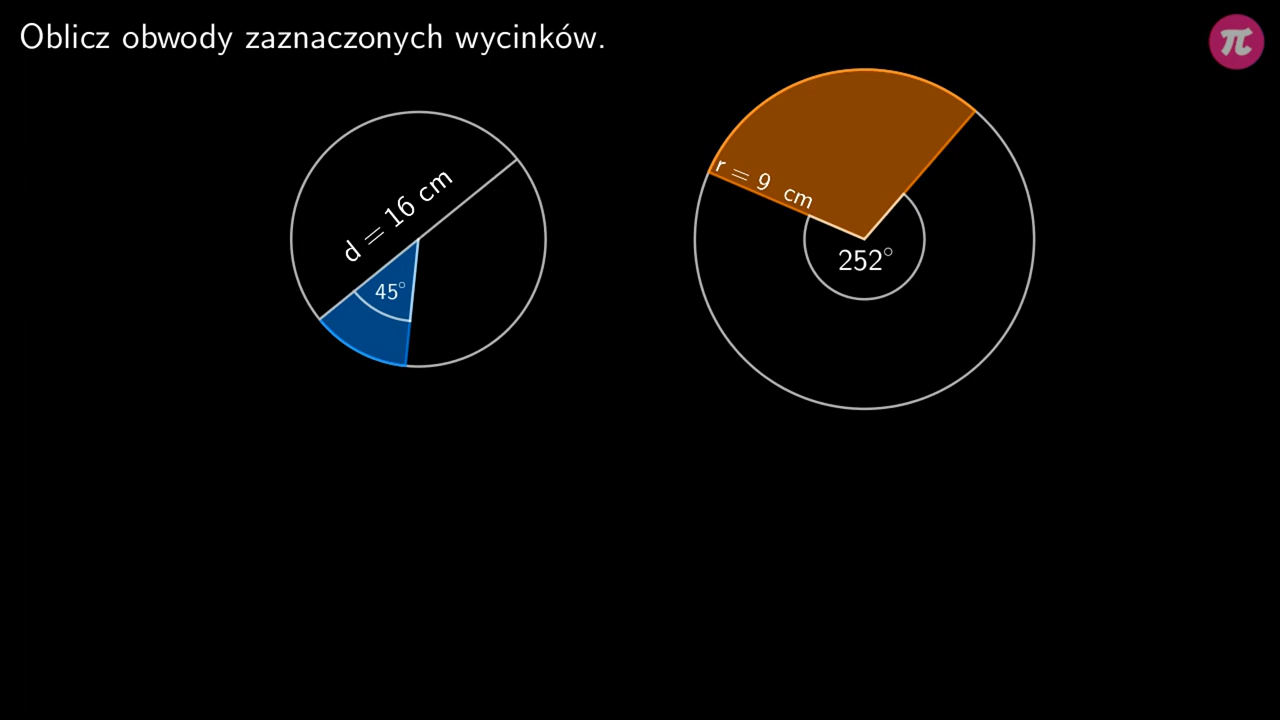 Oblicz obwody zaznaczonych wycinków.
π
d = 16 cm
45°
r = 9 cm
252°